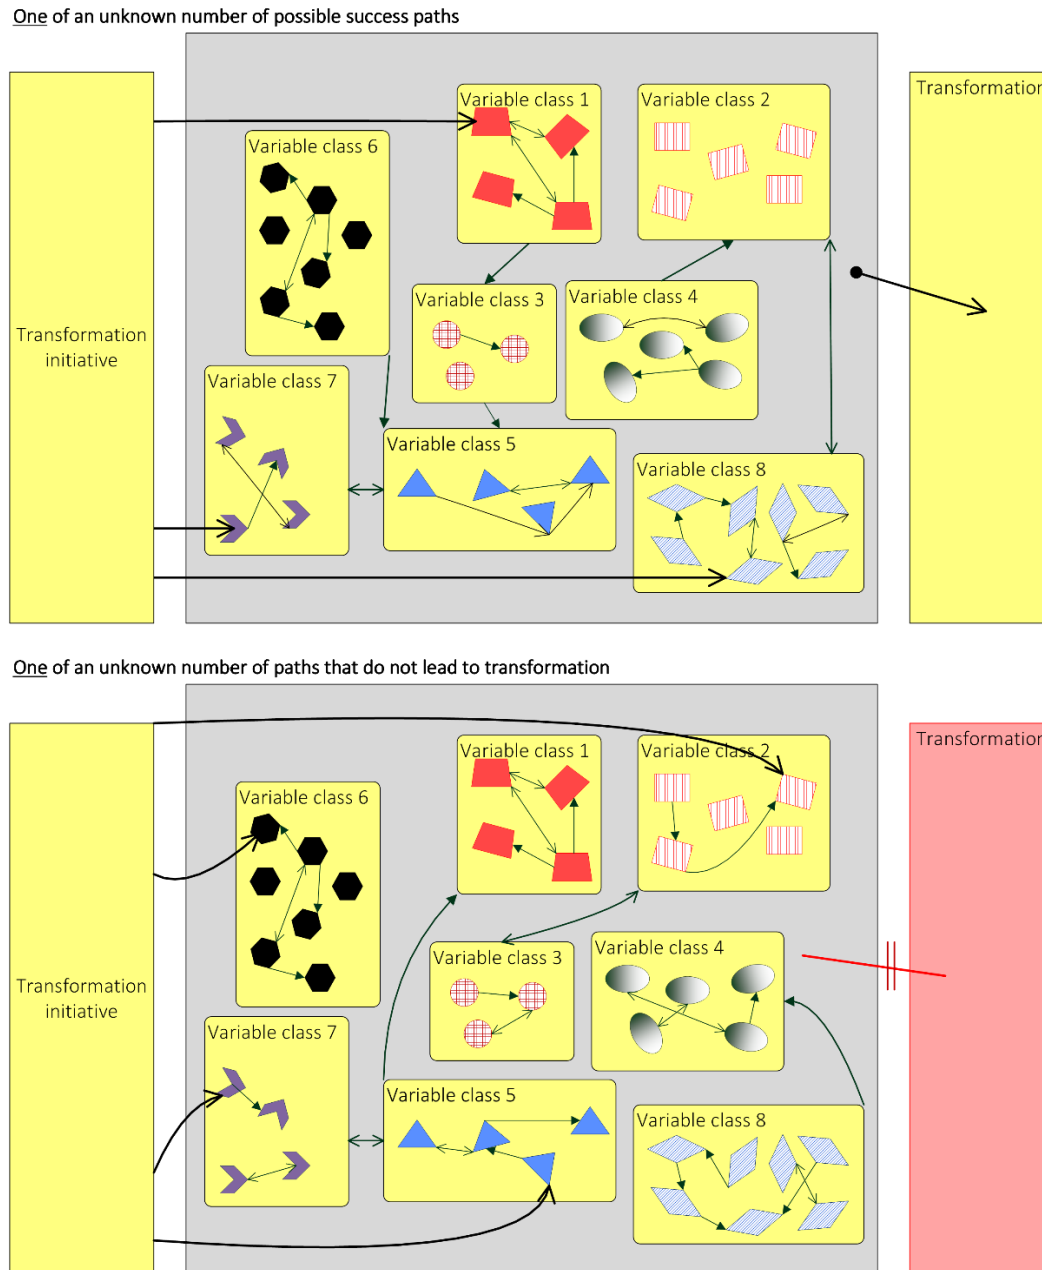 One of an unknown number of possible success paths
Transformation
Variable class 1
Variable class 2
Variable class 6
Variable class 3
Variable class 4
Transformation
initiative
Variable class 7
Variable class 5
Variable class 8
One of an unknown number of paths that do not lead to transformation
Transformation
Variable class 1
Variable class 2
Variable class 6
Variable class 3
Variable class 4
Transformation
initiative
Variable class 7
Variable class 5
Variable class 8